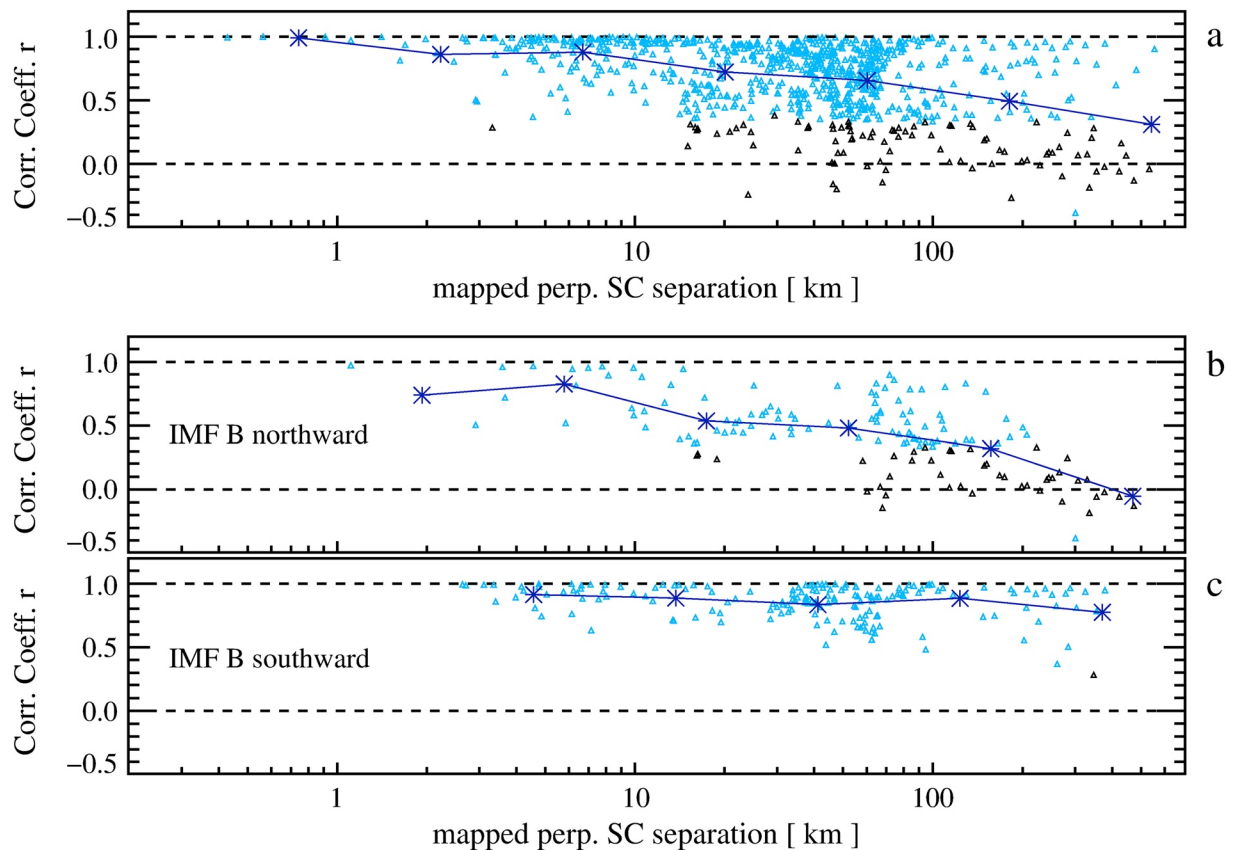 a
1.0
0.5
0.0
−0.5
Corr. Coeff. r
1 10 100
mapped perp. SC separation [ km ]
b
1.0
0.5
0.0
−0.5
Corr. Coeff. r
IMF B northward
c
1.0
0.5
0.0
−0.5
Corr. Coeff. r
IMF B southward
1 10 100
mapped perp. SC separation [ km ]